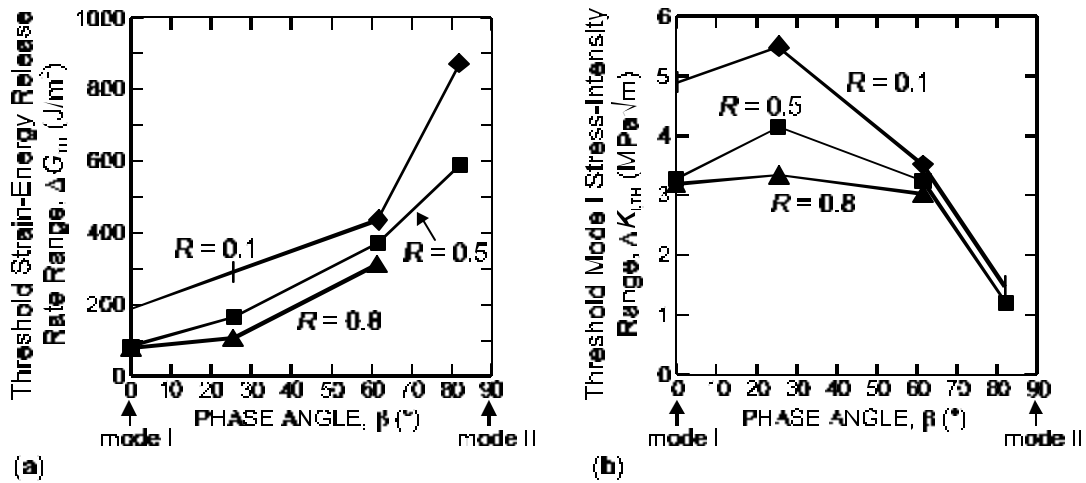 Threshold Strain-Energy Release
Rate Range, ΔG (J/m²)
1000
800
600
400
200
0
R = 0.1
R = 0.5
R = 0.8
0 10 20 30 40 50 60 70 80 90
PHASE ANGLE, β (°)
mode I
mode II
(a)
Threshold Mode I Stress-Intensity
Range, ΔK_I,TH (MPa√m)
6
5
4
3
2
1
0
R = 0.1
R = 0.5
R = 0.8
0 10 20 30 40 50 60 70 80 90
PHASE ANGLE, β (°)
mode I
mode II
(b)